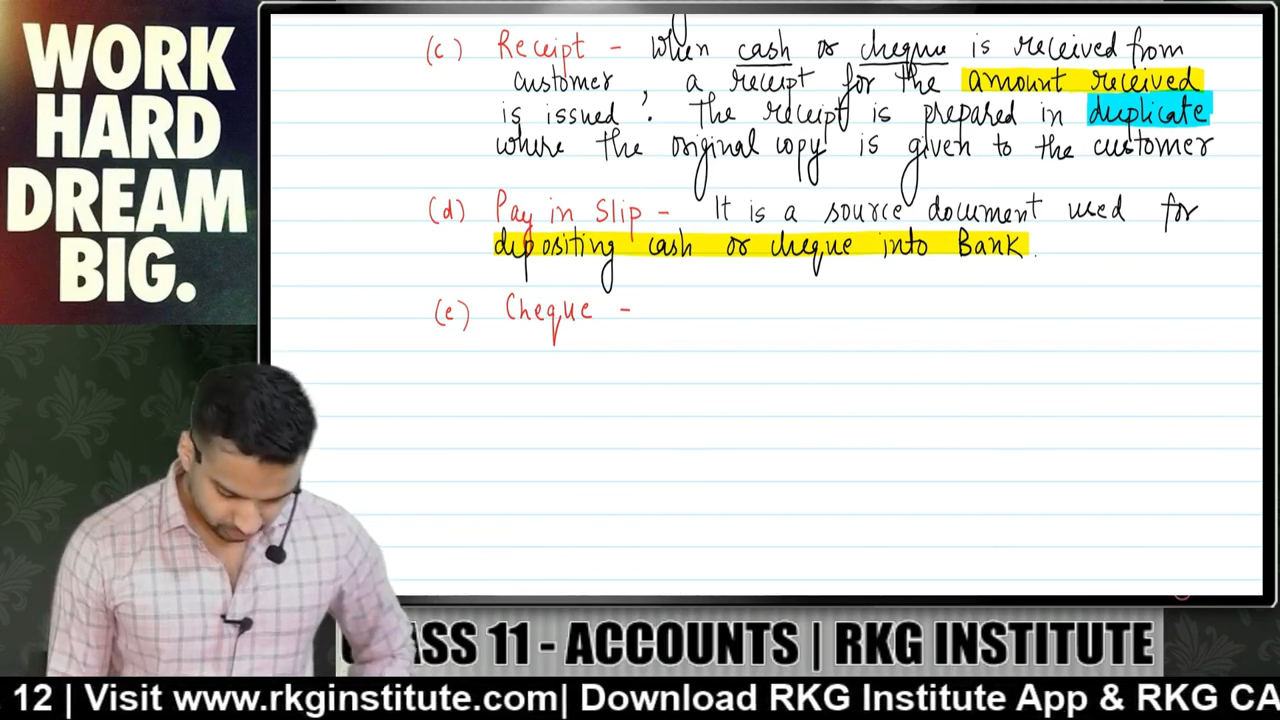 WORK
HARD
DREAM
BIG.
(c) Receipt - When cash or cheque is received from
customer, a receipt for the amount received
is issued. The receipt is prepared in duplicate
where the original copy is given to the customer
(d) Pay in Slip - It is a source document used for
depositing cash or cheque into Bank.
(e) Cheque -
CLASS 11 - ACCOUNTS | RKG INSTITUTE
12 | Visit www.rkginstitute.com| Download RKG Institute App & RKG CA